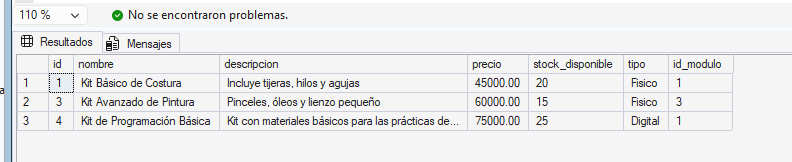 110 %
No se encontraron problemas.
Resultados Mensajes
id nombre descripcion precio stock_disponible tipo id_modulo
1 1 Kit Básico de Costura Incluye tijeras, hilos y agujas 45000.00 20 Fisico 1
2 3 Kit Avanzado de Pintura Pinceles, óleos y lienzo pequeño 60000.00 15 Fisico 3
3 4 Kit de Programación Básica Kit con materiales básicos para las prácticas de... 75000.00 25 Digital 1